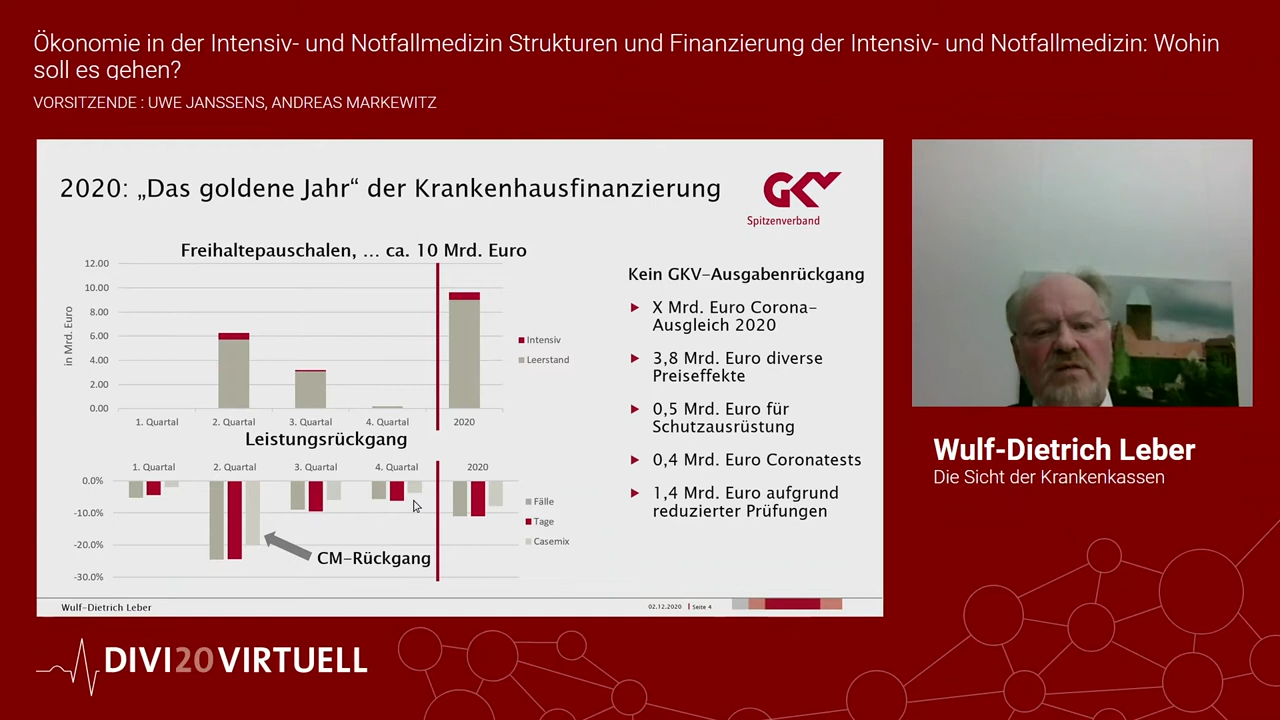 Ökonomie in der Intensiv- und Notfallmedizin Strukturen und Finanzierung der Intensiv- und Notfallmedizin: Wohin
soll es gehen?
VORSITZENDE : UWE JANSSENS, ANDREAS MARKEWITZ
2020: „Das goldene Jahr“ der Krankenhausfinanzierung
GKV
Spitzenverband
Freihaltepauschalen, ... ca. 10 Mrd. Euro
in Mrd. Euro
12.00
10.00
8.00
6.00
4.00
2.00
0.00
1. Quartal
2. Quartal
3. Quartal
4. Quartal
2020
Intensiv
Leerstand
Leistungsrückgang
1. Quartal
2. Quartal
3. Quartal
4. Quartal
2020
0.0%
-10.0%
-20.0%
-30.0%
Fälle
Tage
Casemix
CM-Rückgang
Kein GKV-Ausgabenrückgang
X Mrd. Euro Corona-
Ausgleich 2020
3,8 Mrd. Euro diverse
Preiseffekte
0,5 Mrd. Euro für
Schutzausrüstung
0,4 Mrd. Euro Coronatests
1,4 Mrd. Euro aufgrund
reduzierter Prüfungen
Wulf-Dietrich Leber
02.12.2020 | Seite 4
Wulf-Dietrich Leber
Die Sicht der Krankenkassen
DIVI20VIRTUELL